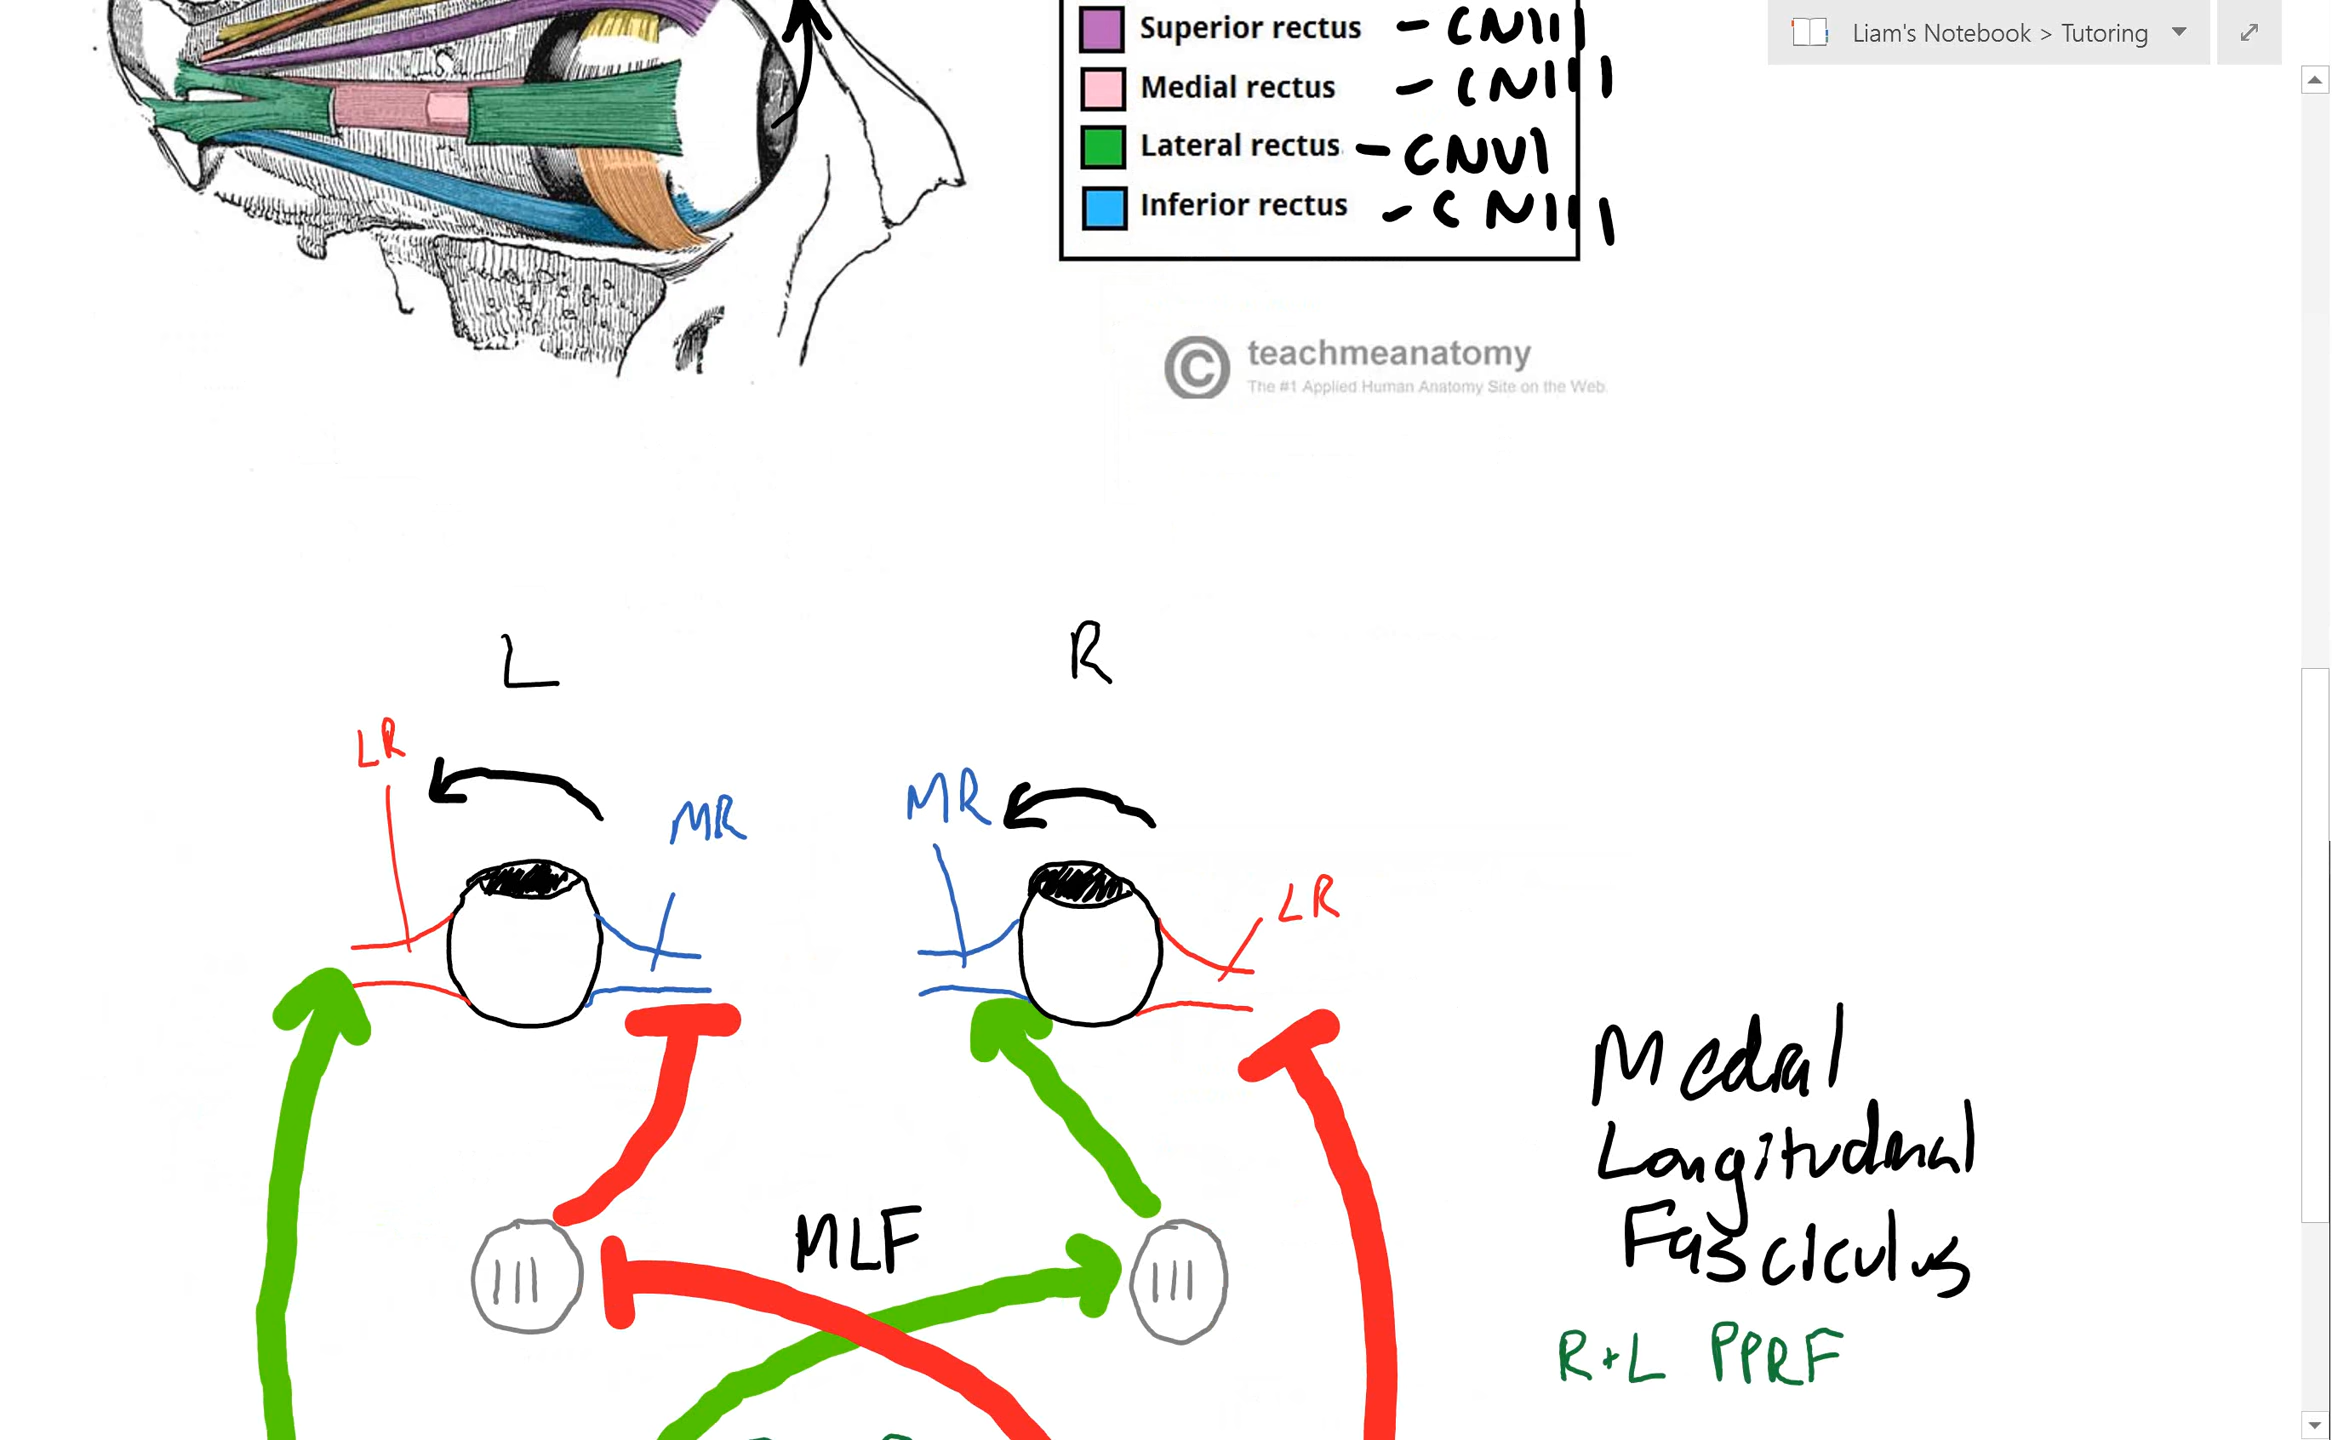 Superior rectus - CNIII
Medial rectus - CNIII
Lateral rectus - CNVI
Inferior rectus - CNIII
Liam's Notebook > Tutoring
© teachmeanatomy
The #1 Applied Human Anatomy Site on the Web
L R
LR
MR
MR
LR
III
MLF
III
Medial
Longitudinal
Fasciculus
R+L PPRF